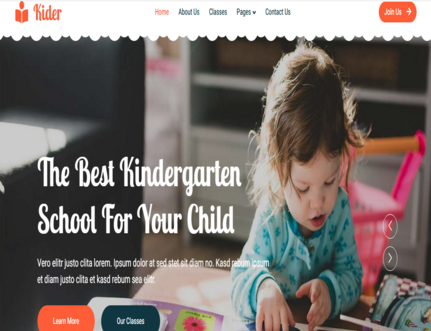 Kider
Home About Us Classes Pages Contact Us
Join Us
The Best Kindergarten
School For Your Child
Vero elitr justo clita lorem. Ipsum dolor at sed stet sit diam no. Kasd rebum ipsum
et diam justo clita et kasd rebum sea elitr.
Learn More Our Classes